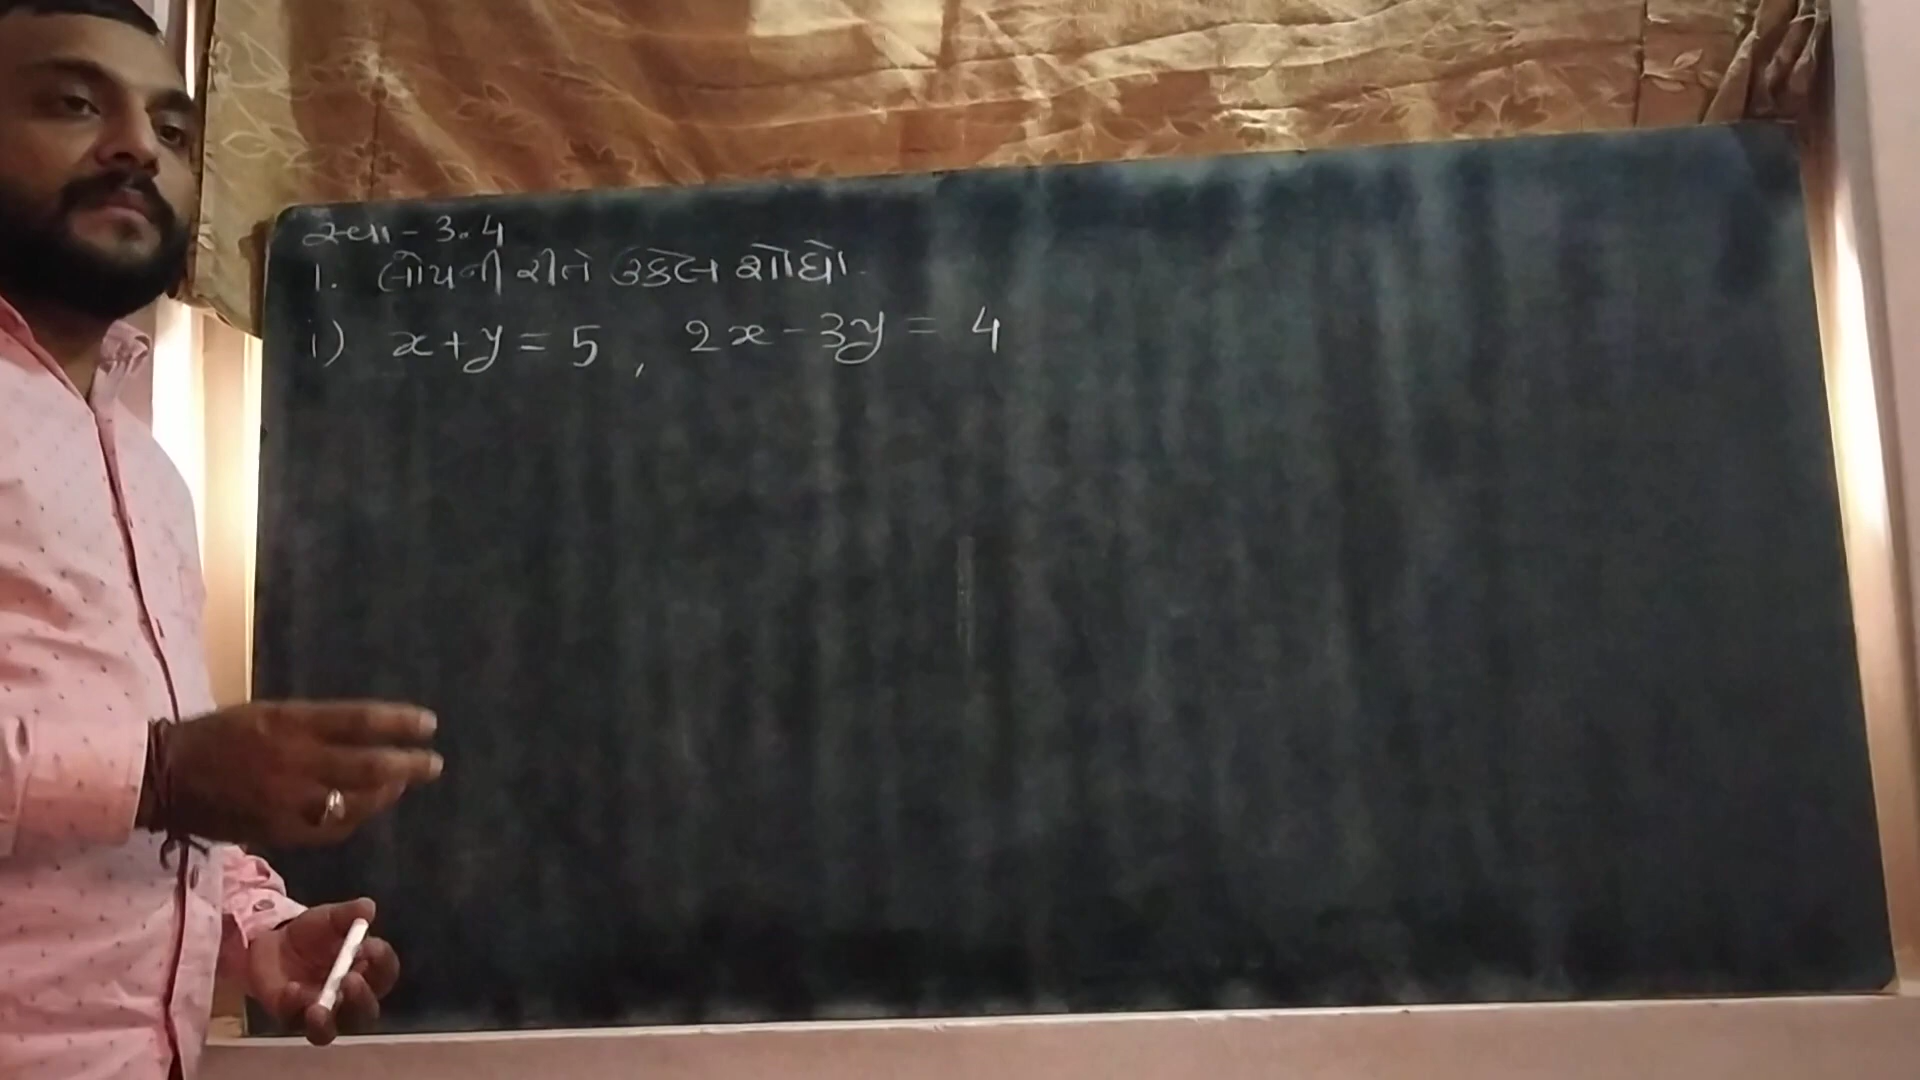 સ્વા - 3.4
1. લોપની રીતે ઉકેલ શોધો.
i) x + y = 5 , 2x - 3y = 4